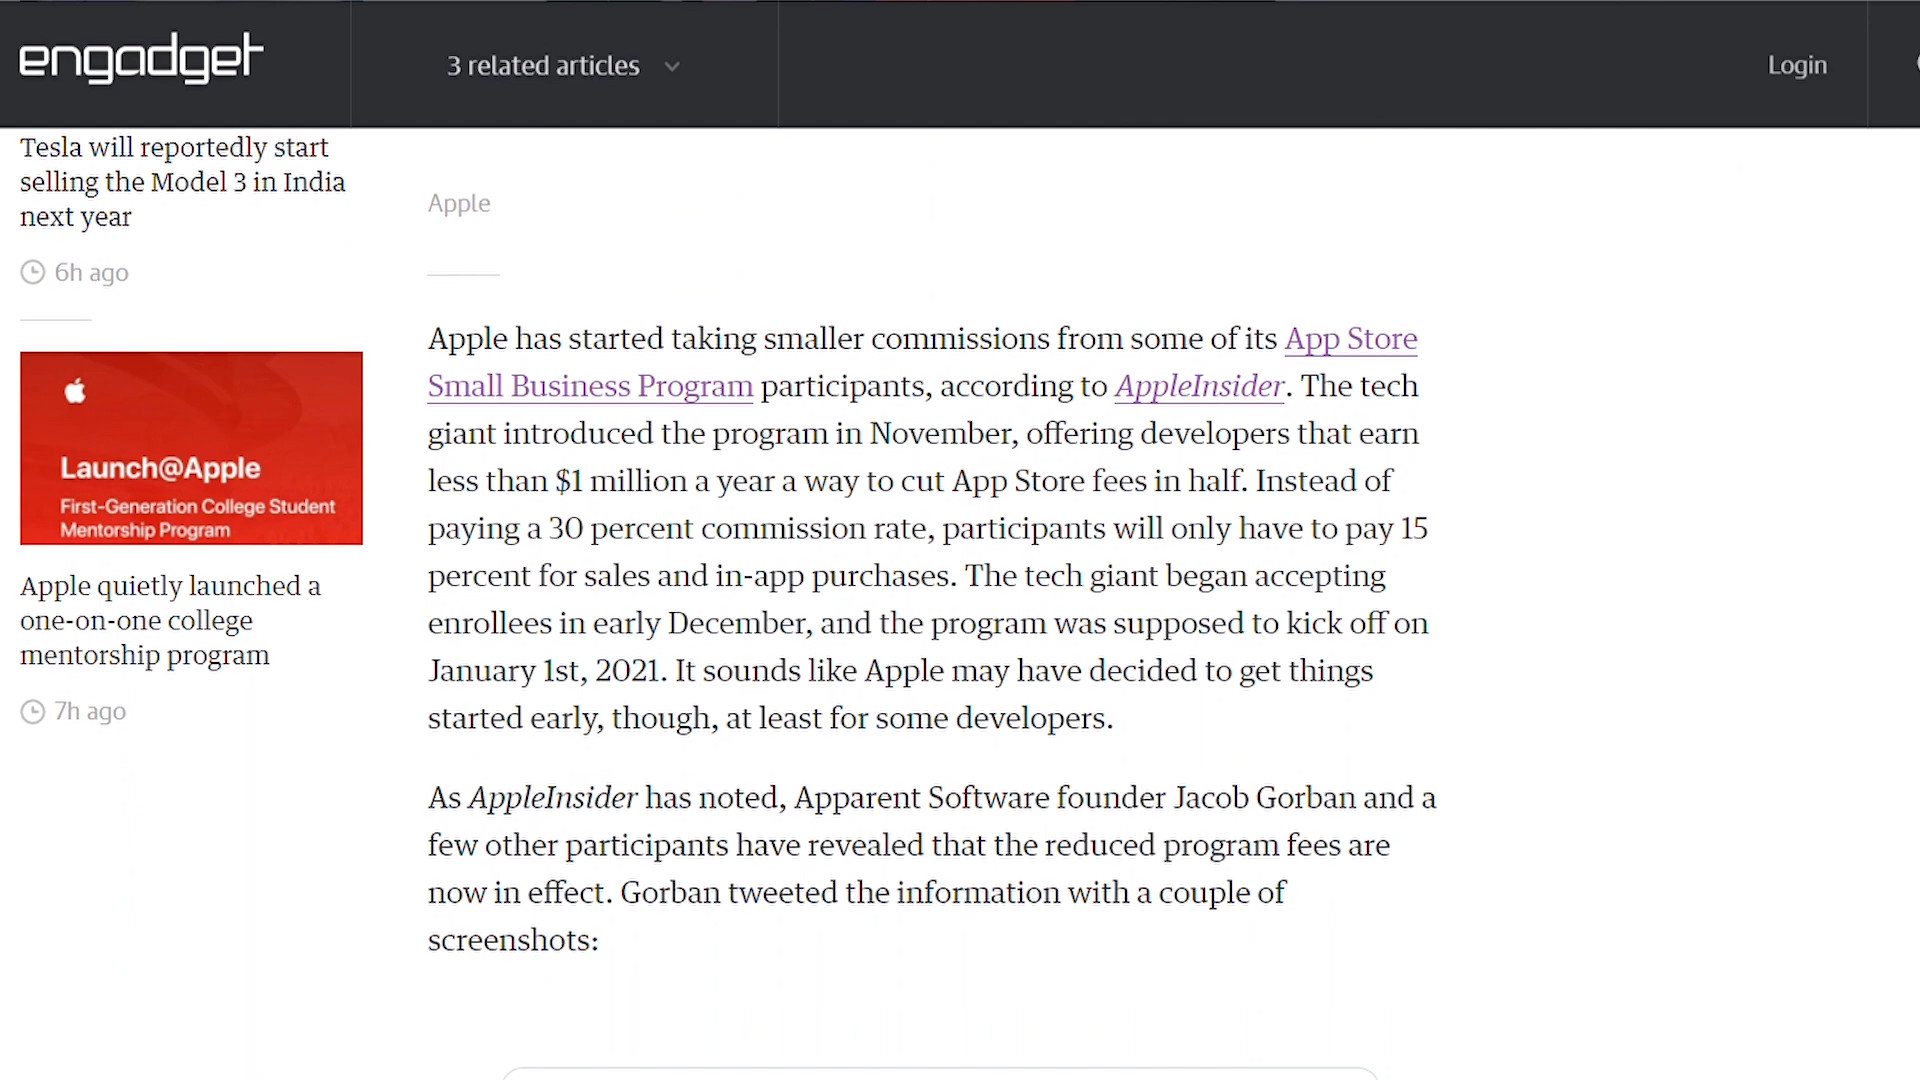 engadget
3 related articles
Login
Tesla will reportedly start
selling the Model 3 in India
next year
6h ago
Launch@Apple
First-Generation College Student
Mentorship Program
Apple quietly launched a
one-on-one college
mentorship program
7h ago
Apple
Apple has started taking smaller commissions from some of its App Store
Small Business Program participants, according to AppleInsider. The tech
giant introduced the program in November, offering developers that earn
less than $1 million a year a way to cut App Store fees in half. Instead of
paying a 30 percent commission rate, participants will only have to pay 15
percent for sales and in-app purchases. The tech giant began accepting
enrollees in early December, and the program was supposed to kick off on
January 1st, 2021. It sounds like Apple may have decided to get things
started early, though, at least for some developers.
As AppleInsider has noted, Apparent Software founder Jacob Gorban and a
few other participants have revealed that the reduced program fees are
now in effect. Gorban tweeted the information with a couple of
screenshots: